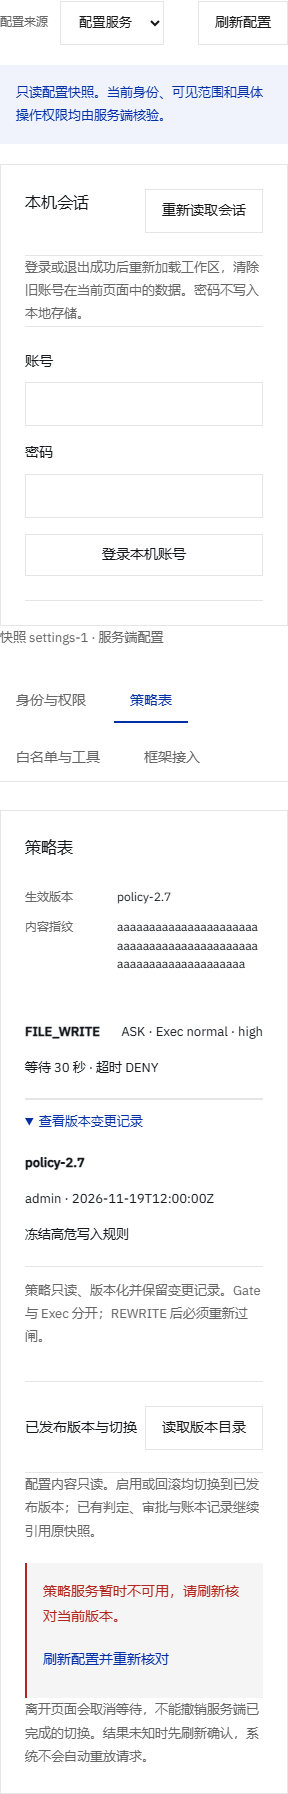 配置来源 配置服务 刷新配置
只读配置快照。当前身份、可见范围和具体
操作权限均由服务端核验。
本机会话 重新读取会话
登录或退出成功后重新加载工作区，清除
旧账号在当前页面中的数据。密码不写入
本地存储。
账号
密码
登录本机账号
快照 settings-1 · 服务端配置
身份与权限 策略表
白名单与工具 框架接入
策略表
生效版本 policy-2.7
内容指纹 aaaaaaaaaaaaaaaaaaaaaa
aaaaaaaaaaaaaaaaaaaaaa
aaaaaaaaaaaaaaaaaaaa
FILE_WRITE ASK · Exec normal · high
等待 30 秒 · 超时 DENY
▼ 查看版本变更记录
policy-2.7
admin · 2026-11-19T12:00:00Z
冻结高危写入规则
策略只读、版本化并保留变更记录。Gate
与 Exec 分开；REWRITE 后必须重新过
闸。
已发布版本与切换 读取版本目录
配置内容只读。启用或回滚均切换到已发
布版本；已有判定、审批与账本记录继续
引用原快照。
策略服务暂时不可用，请刷新核
对当前版本。
刷新配置并重新核对
离开页面会取消等待，不能撤销服务端已
完成的切换。结果未知时先刷新确认，系
统不会自动重放请求。